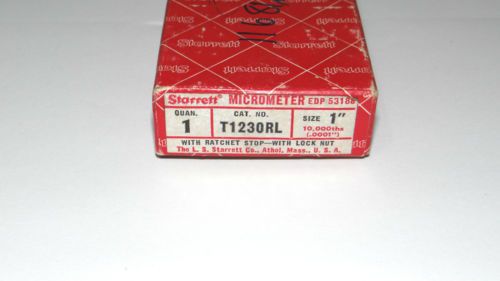 Starrett MICROMETER EDP 53186
QUAN. CAT. NO. SIZE 1"
1 T1230RL 10,000ths
(.0001")
WITH RATCHET STOP—WITH LOCK NUT
The L. S. Starrett Co., Athol, Mass., U. S. A.